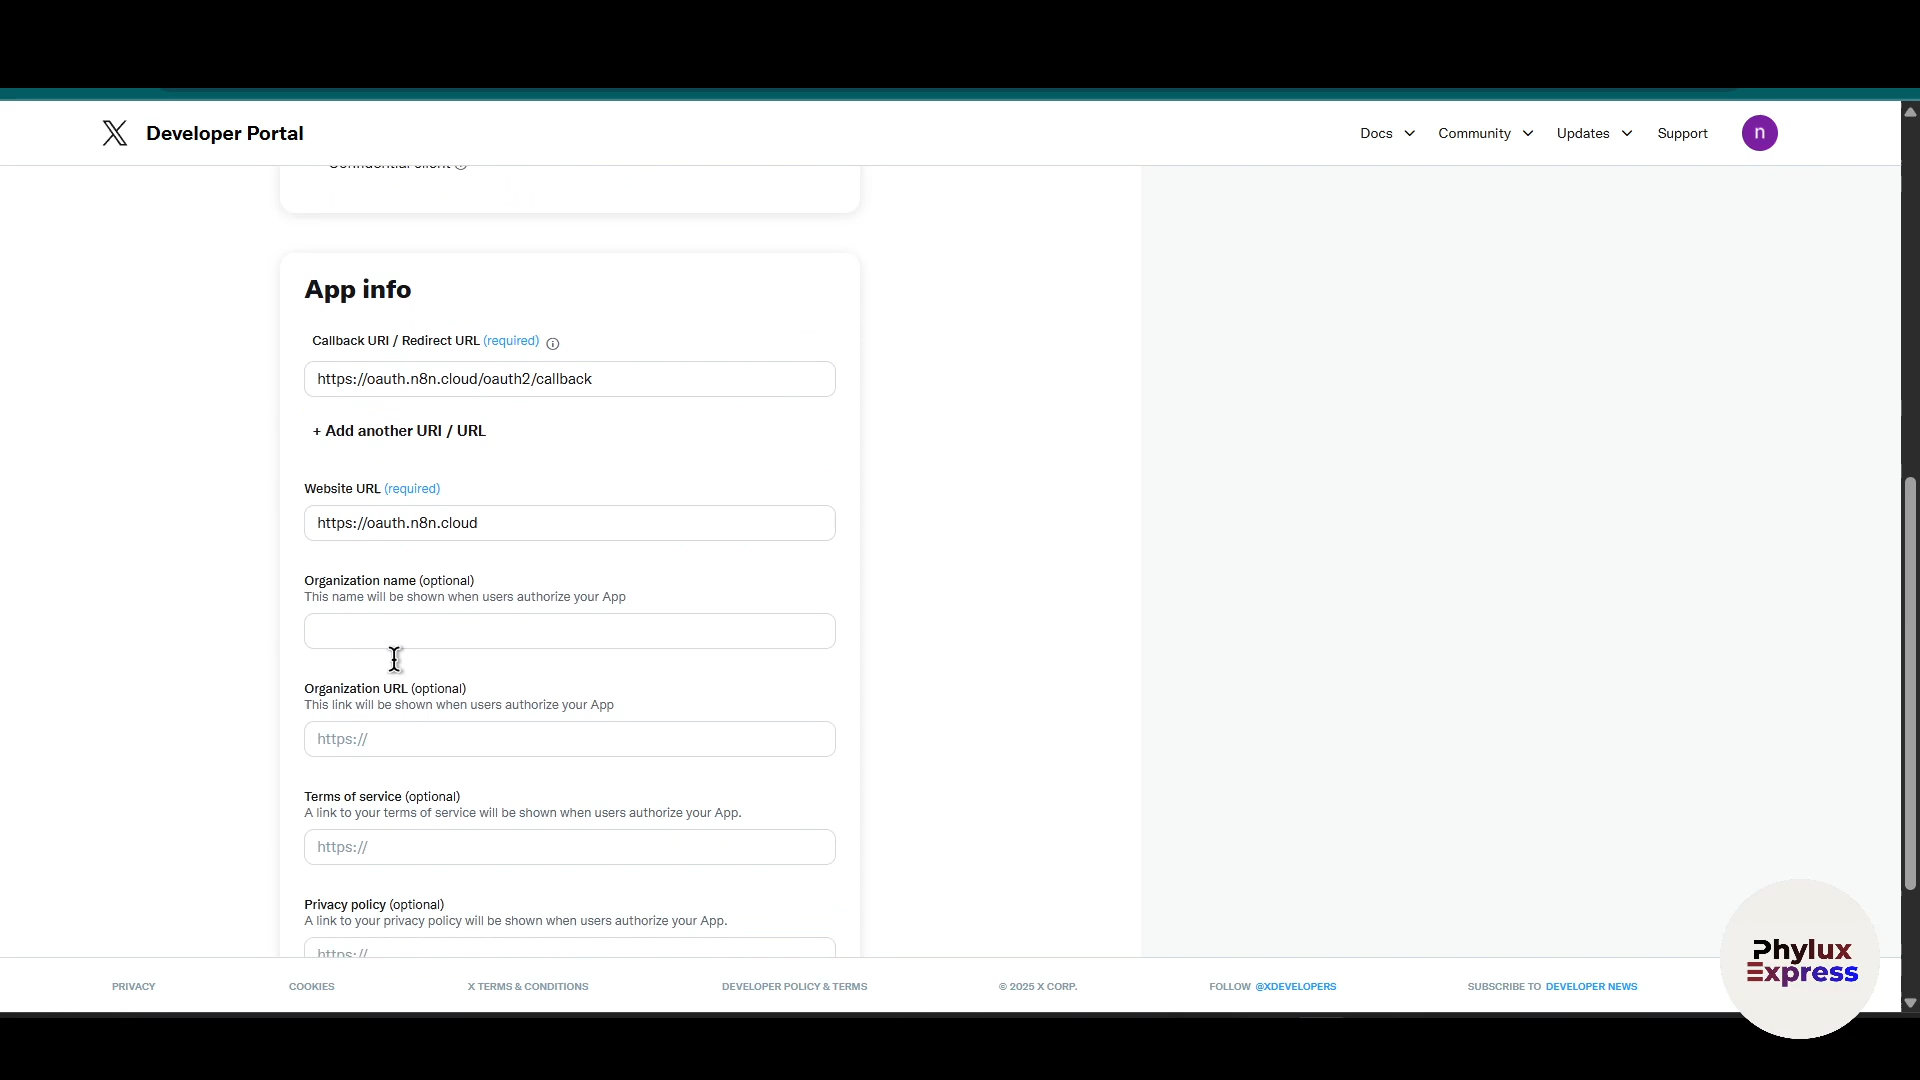 Developer Portal
Docs
Community
Updates
Support
n
Confidential client
App info
Callback URI / Redirect URL (required)
https://oauth.n8n.cloud/oauth2/callback
+ Add another URI / URL
Website URL (required)
https://oauth.n8n.cloud
Organization name (optional)
This name will be shown when users authorize your App
Organization URL (optional)
This link will be shown when users authorize your App
https://
Terms of service (optional)
A link to your terms of service will be shown when users authorize your App.
https://
Privacy policy (optional)
A link to your privacy policy will be shown when users authorize your App.
https://
PRIVACY
COOKIES
X TERMS & CONDITIONS
DEVELOPER POLICY & TERMS
© 2025 X CORP.
FOLLOW @XDEVELOPERS
SUBSCRIBE TO DEVELOPER NEWS
Phylux
Express